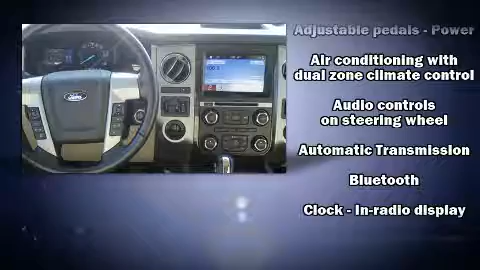 Adjustable pedals - Power
Air conditioning with
dual zone climate control
Audio controls
on steering wheel
Automatic Transmission
Bluetooth
Clock - In-radio display
Ford